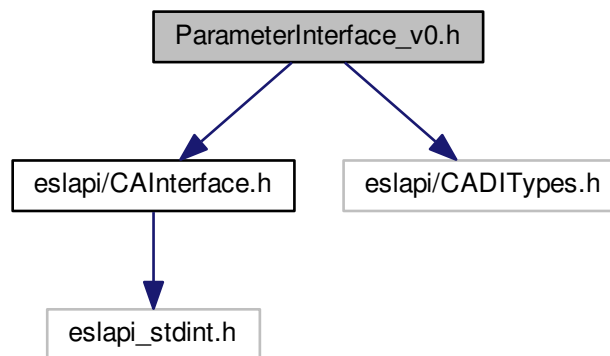 ParameterInterface_v0.h
eslapi/CAInterface.h
eslapi/CADITypes.h
eslapi_stdint.h